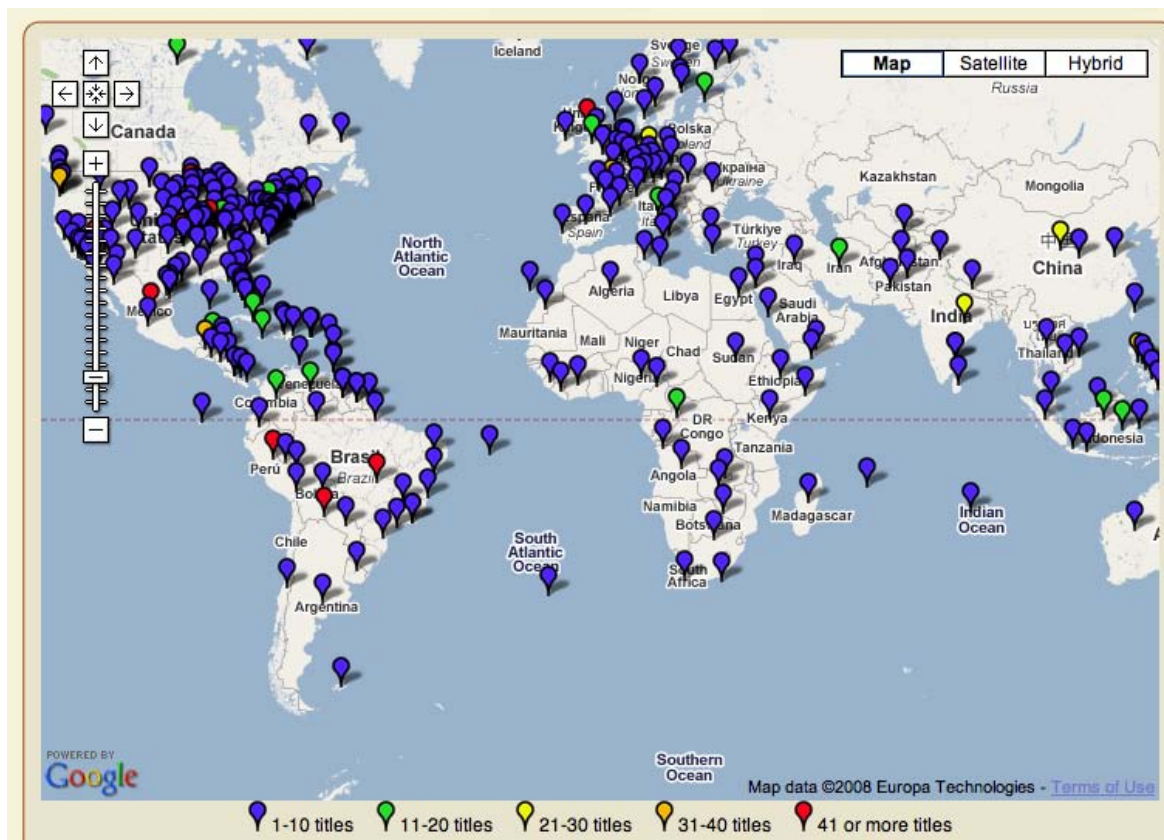 Iceland
Sverige
Sweden
Map
Satellite
Hybrid
Russia
Canada
Polska
Poland
Україна
Ukraine
Kazakhstan
Mongolia
España
Spain
Türkiye
Turkey
North
Atlantic
Ocean
Iraq
Iran
Afghanistan
Pakistan
China
Algeria
Libya
Egypt
Saudi
Arabia
India
Mexico
Mauritania
Mali
Niger
Chad
Sudan
Thailand
Nigeria
Ethiopia
Venezuela
Colombia
Kenya
DR
Congo
Indonesia
Tanzania
Perú
Brasil
Brazil
Bolivia
Angola
Namibia
Botswana
Madagascar
Indian
Ocean
Chile
South
Atlantic
Ocean
South
Africa
Argentina
POWERED BY
Google
Southern
Ocean
Map data ©2008 Europa Technologies - Terms of Use
1-10 titles 11-20 titles 21-30 titles 31-40 titles 41 or more titles